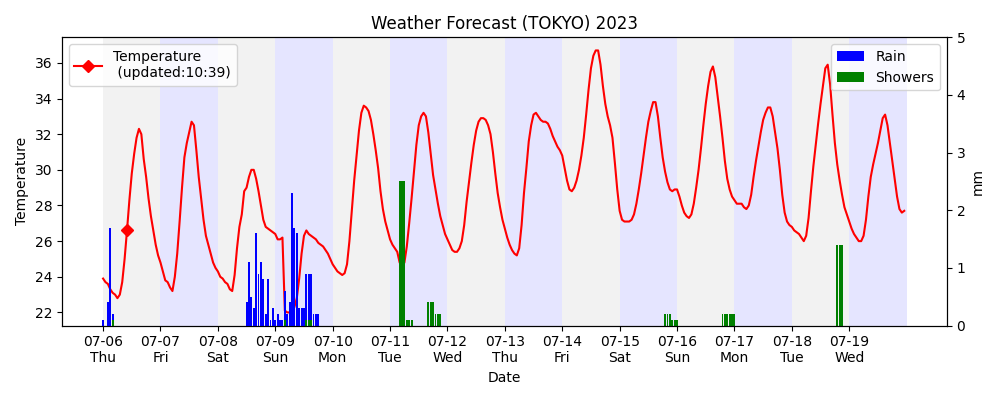 Weather Forecast (TOKYO) 2023
Temperature
(updated:10:39)
Rain
Showers
Temperature
36
34
32
30
28
26
24
22
5
4
3
2
1
0
mm
07-06 07-07 07-08 07-09 07-10 07-11 07-12 07-13 07-14 07-15 07-16 07-17 07-18 07-19
Thu Fri Sat Sun Mon Tue Wed Thu Fri Sat Sun Mon Tue Wed
Date